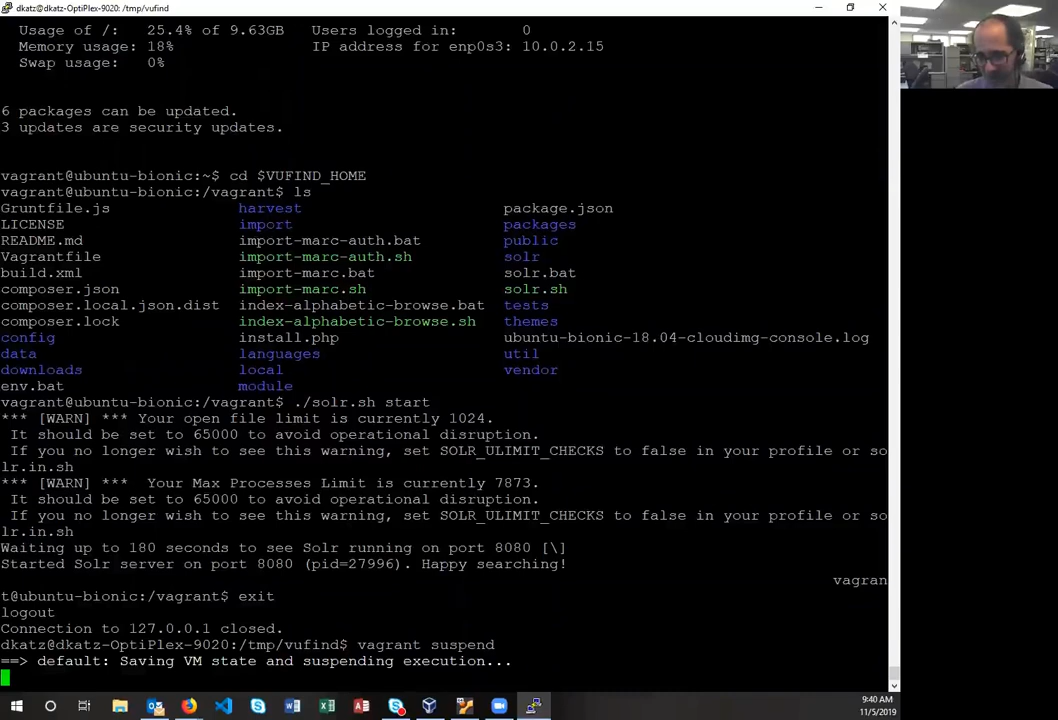 dkatz@dkatz-OptiPlex-9020: /tmp/vufind
Usage of /: 25.4% of 9.63GB Users logged in: 0
Memory usage: 18% IP address for enp0s3: 10.0.2.15
Swap usage: 0%
6 packages can be updated.
3 updates are security updates.
vagrant@ubuntu-bionic:~$ cd $VUFIND_HOME
vagrant@ubuntu-bionic:/vagrant$ ls
Gruntfile.js harvest package.json
LICENSE import packages
README.md import-marc-auth.bat public
Vagrantfile import-marc-auth.sh solr
build.xml import-marc.bat solr.bat
composer.json import-marc.sh solr.sh
composer.local.json.dist index-alphabetic-browse.bat tests
composer.lock index-alphabetic-browse.sh themes
config install.php ubuntu-bionic-18.04-cloudimg-console.log
data languages util
downloads local vendor
env.bat module
vagrant@ubuntu-bionic:/vagrant$ ./solr.sh start
*** [WARN] *** Your open file limit is currently 1024.
It should be set to 65000 to avoid operational disruption.
If you no longer wish to see this warning, set SOLR_ULIMIT_CHECKS to false in your profile or so
lr.in.sh
*** [WARN] *** Your Max Processes Limit is currently 7873.
It should be set to 65000 to avoid operational disruption.
If you no longer wish to see this warning, set SOLR_ULIMIT_CHECKS to false in your profile or so
lr.in.sh
Waiting up to 180 seconds to see Solr running on port 8080 [\]
Started Solr server on port 8080 (pid=27996). Happy searching!
vagran
t@ubuntu-bionic:/vagrant$ exit
logout
Connection to 127.0.0.1 closed.
dkatz@dkatz-OptiPlex-9020:/tmp/vufind$ vagrant suspend
==> default: Saving VM state and suspending execution...
9:40 AM
11/5/2019